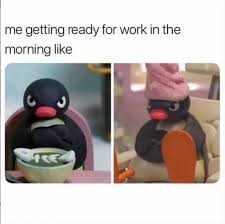 me getting ready for work in the
morning like